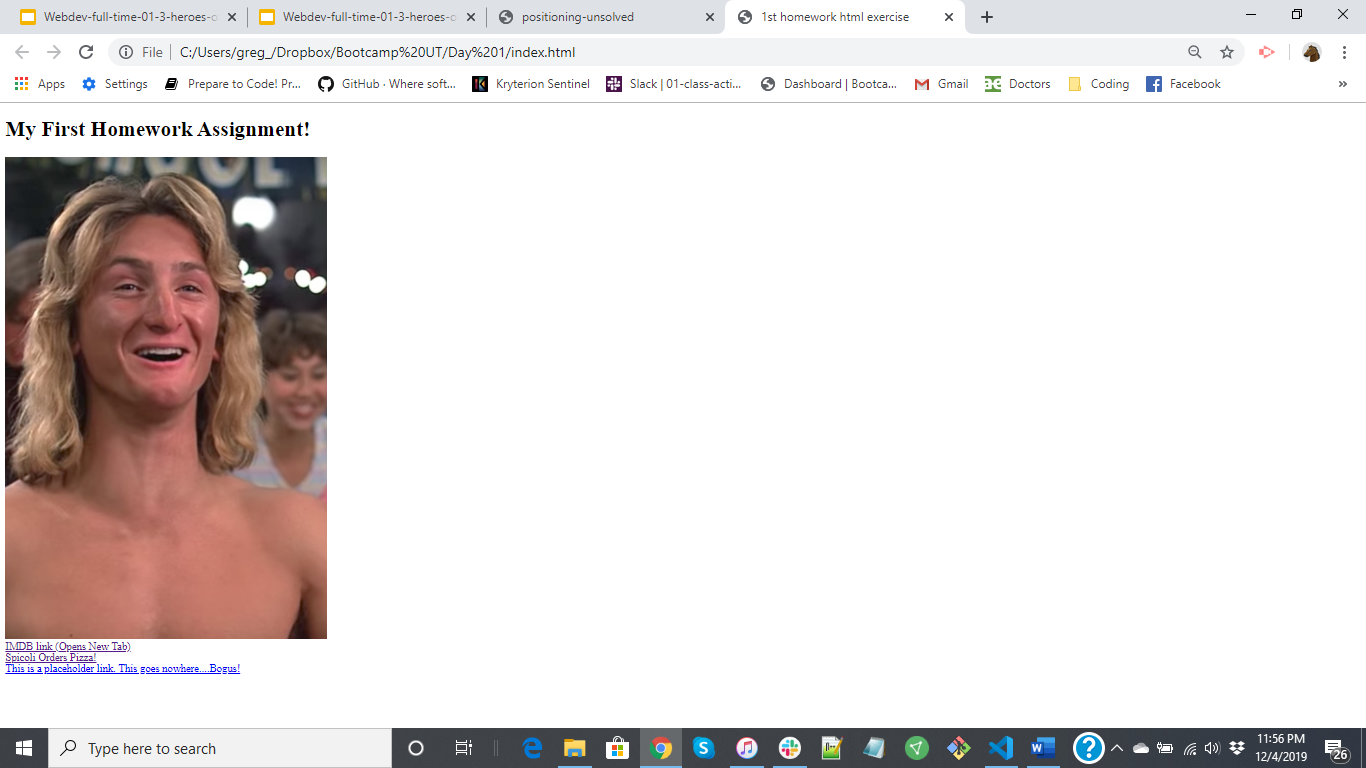 Webdev-full-time-01-3-heroes-o
Webdev-full-time-01-3-heroes-o
positioning-unsolved
1st homework html exercise
File | C:/Users/greg_/Dropbox/Bootcamp%20UT/Day%201/index.html
Apps
Settings
Prepare to Code! Pr...
GitHub · Where soft...
Kryterion Sentinel
Slack | 01-class-acti...
Dashboard | Bootca...
Gmail
Doctors
Coding
Facebook
»
My First Homework Assignment!
IMDB link (Opens New Tab)
Spicoli Orders Pizza!
This is a placeholder link. This goes nowhere....Bogus!
Type here to search
11:56 PM
12/4/2019
26